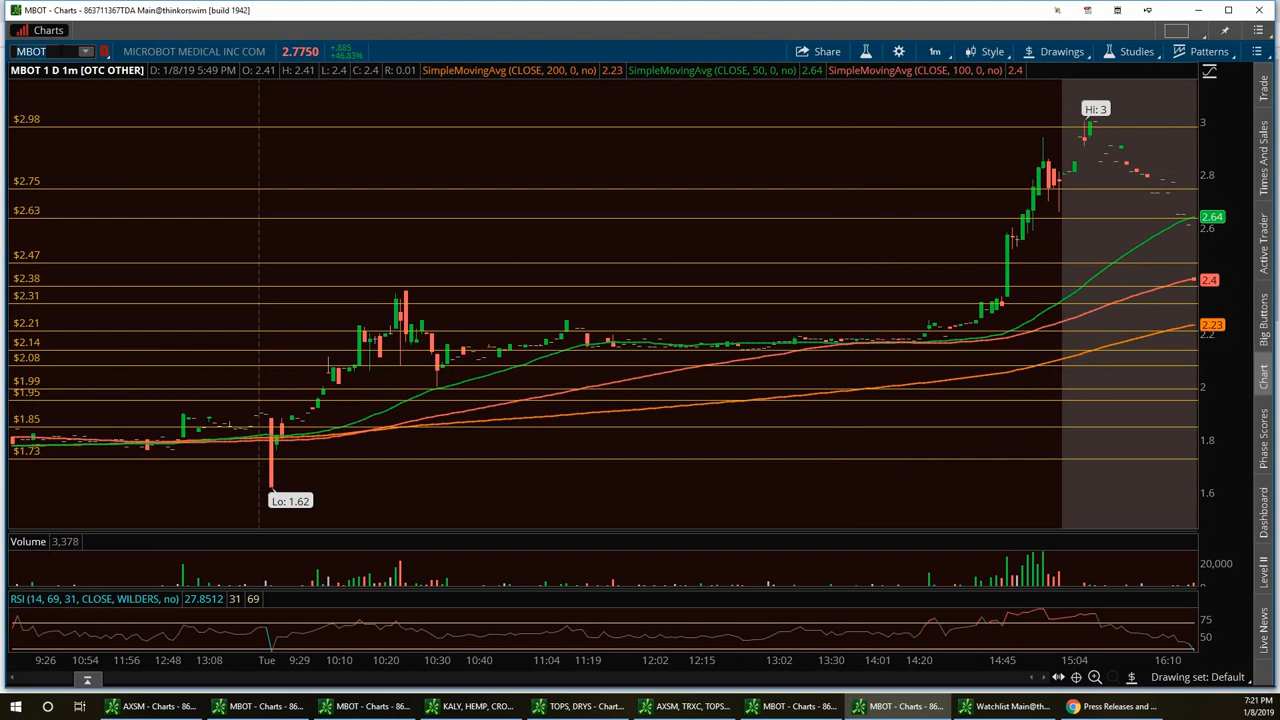 MBOT - Charts - 863711367TDA Main@thinkorswim [build 1942]
Charts
MBOT MICROBOT MEDICAL INC COM 2.7750 +.885 +46.83% Share 1m Style Drawings Studies Patterns
MBOT 1 D 1m [OTC OTHER] D: 1/8/19 5:49 PM O: 2.41 H: 2.41 L: 2.4 C: 2.4 R: 0.01 SimpleMovingAvg (CLOSE, 200, 0, no) 2.23 SimpleMovingAvg (CLOSE, 50, 0, no) 2.64 SimpleMovingAvg (CLOSE, 100, 0, no) 2.4
Hi: 3
$2.98
3
2.8
$2.75
$2.63
2.64
2.6
$2.47
$2.38
2.4
$2.31
$2.21
2.23
2.2
$2.14
$2.08
$1.99
2
$1.95
$1.85
1.8
$1.73
Lo: 1.62
1.6
Volume 3,378
20,000
RSI (14, 69, 31, CLOSE, WILDERS, no) 27.8512 31 69
75
50
9:26 10:54 11:56 12:48 13:08 Tue 9:29 10:10 10:20 10:30 10:40 11:04 11:19 12:02 12:15 13:02 13:30 14:01 14:20 14:45 15:04 16:10
Drawing set: Default
Trade
Times And Sales
Active Trader
Big Buttons
Chart
Phase Scores
Dashboard
Level II
Live News
AXSM - Charts - 86...
MBOT - Charts - 86...
MBOT - Charts - 86...
KALY, HEMP, CRO...
TOPS, DRYS - Chart...
AXSM, TRXC, TOPS...
MBOT - Charts - 86...
MBOT - Charts - 86...
Watchlist Main@th...
Press Releases and ...
7:21 PM
1/8/2019